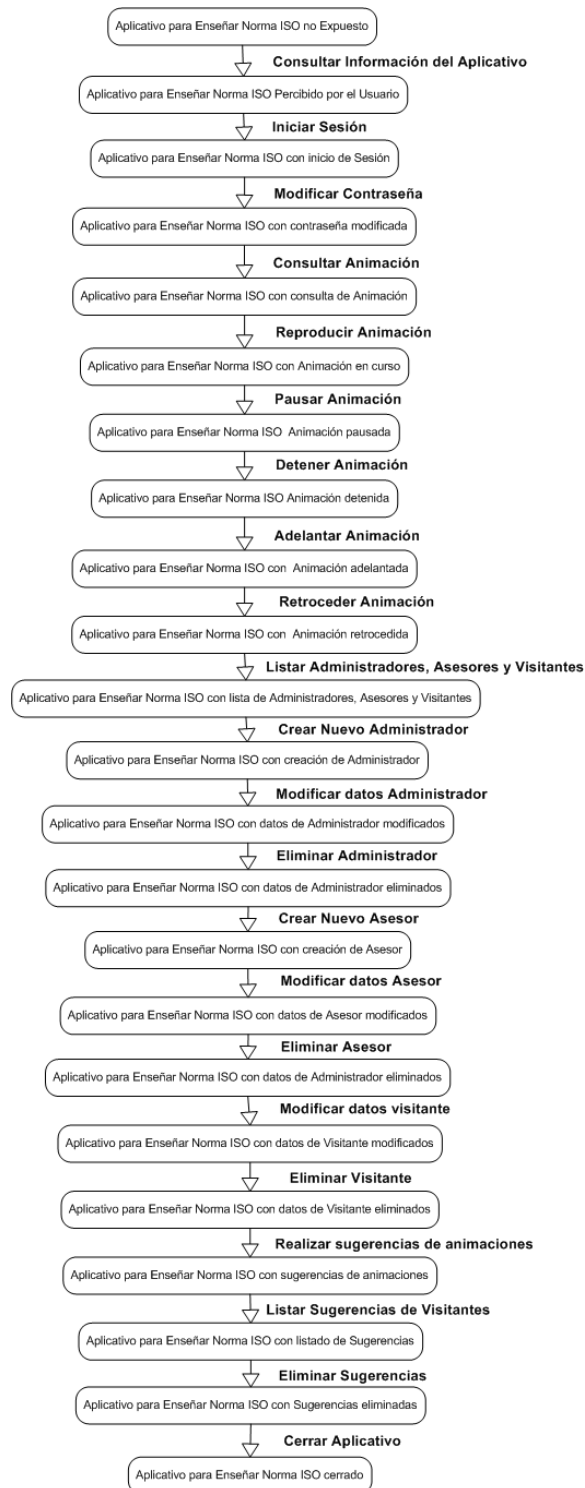 Aplicativo para Enseñar Norma ISO no Expuesto
Consultar Información del Aplicativo
Aplicativo para Enseñar Norma ISO Percibido por el Usuario
Iniciar Sesión
Aplicativo para Enseñar Norma ISO con inicio de Sesión
Modificar Contraseña
Aplicativo para Enseñar Norma ISO con contraseña modificada
Consultar Animación
Aplicativo para Enseñar Norma ISO con consulta de Animación
Reproducir Animación
Aplicativo para Enseñar Norma ISO con Animación en curso
Pausar Animación
Aplicativo para Enseñar Norma ISO Animación pausada
Detener Animación
Aplicativo para Enseñar Norma ISO Animación detenida
Adelantar Animación
Aplicativo para Enseñar Norma ISO con Animación adelantada
Retroceder Animación
Aplicativo para Enseñar Norma ISO con Animación retrocedida
Listar Administradores, Asesores y Visitantes
Aplicativo para Enseñar Norma ISO con lista de Administradores, Asesores y Visitantes
Crear Nuevo Administrador
Aplicativo para Enseñar Norma ISO con creación de Administrador
Modificar datos Administrador
Aplicativo para Enseñar Norma ISO con datos de Administrador modificados
Eliminar Administrador
Aplicativo para Enseñar Norma ISO con datos de Administrador eliminados
Crear Nuevo Asesor
Aplicativo para Enseñar Norma ISO con creación de Asesor
Modificar datos Asesor
Aplicativo para Enseñar Norma ISO con datos de Asesor modificados
Eliminar Asesor
Aplicativo para Enseñar Norma ISO con datos de Administrador eliminados
Modificar datos visitante
Aplicativo para Enseñar Norma ISO con datos de Visitante modificados
Eliminar Visitante
Aplicativo para Enseñar Norma ISO con datos de Visitante eliminados
Realizar sugerencias de animaciones
Aplicativo para Enseñar Norma ISO con sugerencias de animaciones
Listar Sugerencias de Visitantes
Aplicativo para Enseñar Norma ISO con listado de Sugerencias
Eliminar Sugerencias
Aplicativo para Enseñar Norma ISO con Sugerencias eliminadas
Cerrar Aplicativo
Aplicativo para Enseñar Norma ISO cerrado